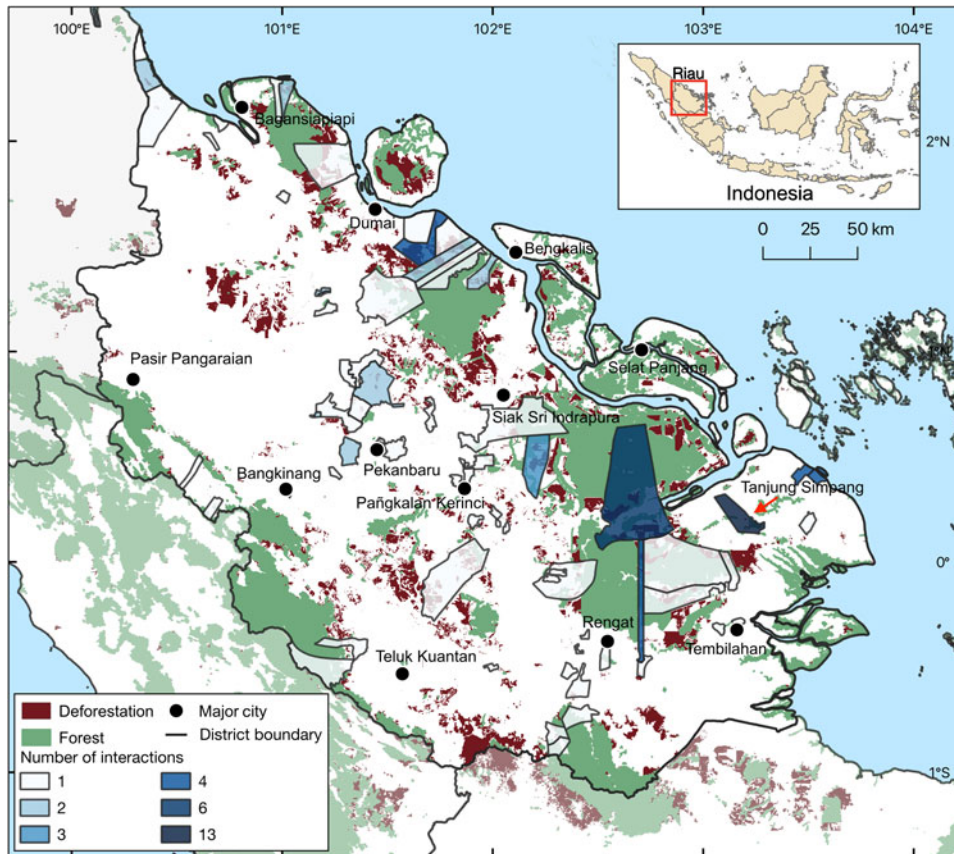 100°E
101°E
102°E
103°E
104°E
Riau
Indonesia
0 25 50 km
2°N
Bagansiapiapi
Dumai
Bengkalis
Pasir Pangaraian
Selat Panjang
Siak Sri Indrapura
Pekanbaru
Bangkinang
Pañgkalan Kerinci
Tanjung Simpang
0°
Rengat
Tembilahan
Teluk Kuantan
Deforestation
Major city
Forest
District boundary
Number of interactions
1
4
2
6
3
13
1°S